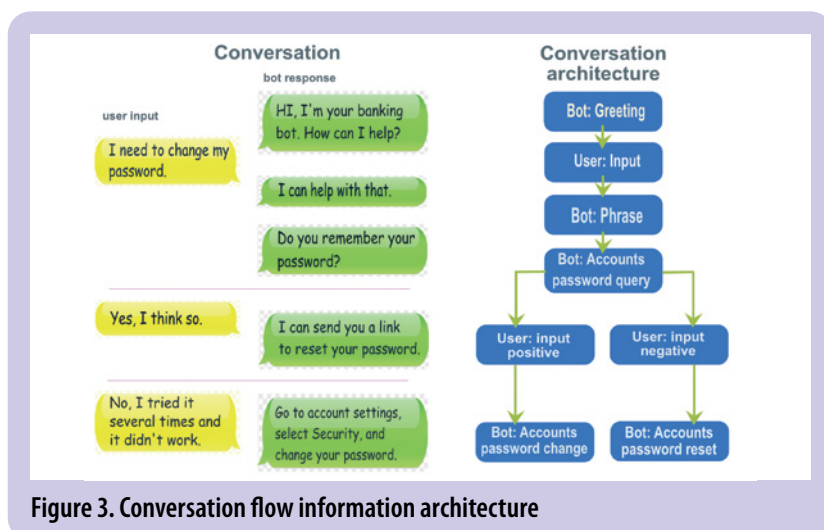 Conversation
bot response
user input
HI, I'm your banking
bot. How can I help?
I need to change my
password.
I can help with that.
Do you remember your
password?
Yes, I think so.
I can send you a link
to reset your password.
No, I tried it
several times and
it didn't work.
Go to account settings,
select Security, and
change your password.
Conversation
architecture
Bot: Greeting
User: Input
Bot: Phrase
Bot: Accounts
password query
User: input
positive
User: input
negative
Bot: Accounts
password change
Bot: Accounts
password reset
Figure 3. Conversation flow information architecture